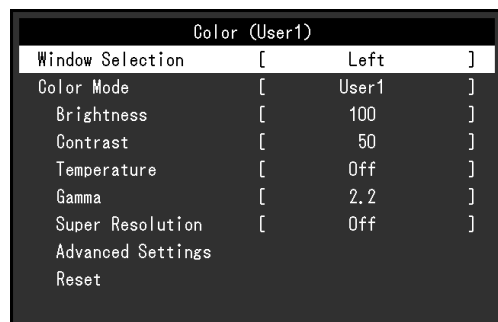 Color (User1)
Window Selection [ Left ]
Color Mode [ User1 ]
Brightness [ 100 ]
Contrast [ 50 ]
Temperature [ Off ]
Gamma [ 2.2 ]
Super Resolution [ Off ]
Advanced Settings
Reset